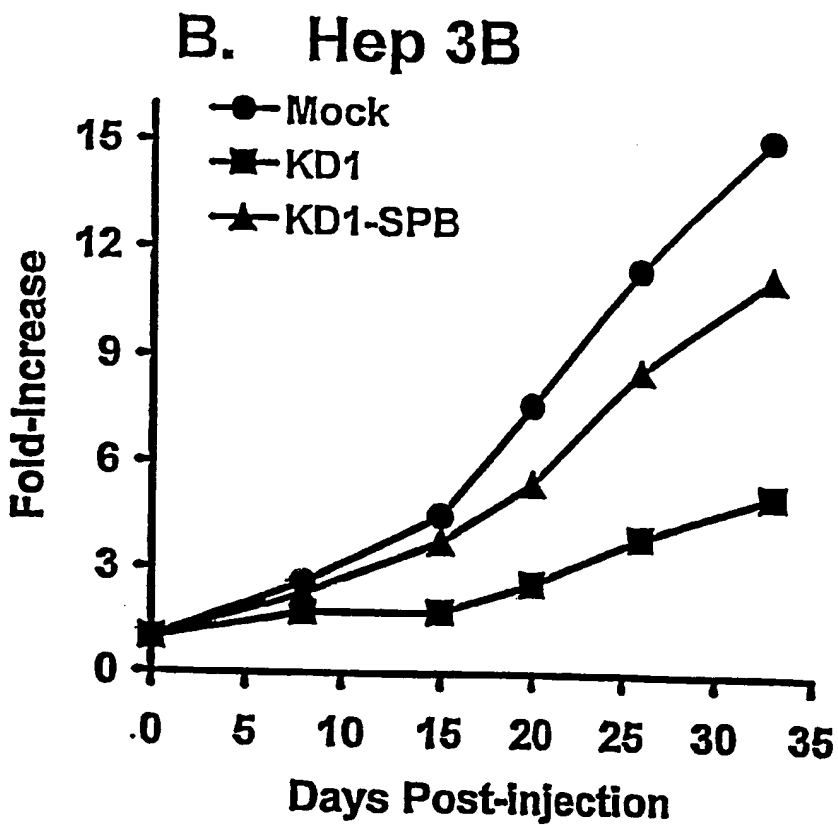 B. Hep 3B
Mock
KD1
KD1-SPB
15
12
9
6
3
0
Fold-Increase
.0 5 10 15 20 25 30 35
Days Post-injection